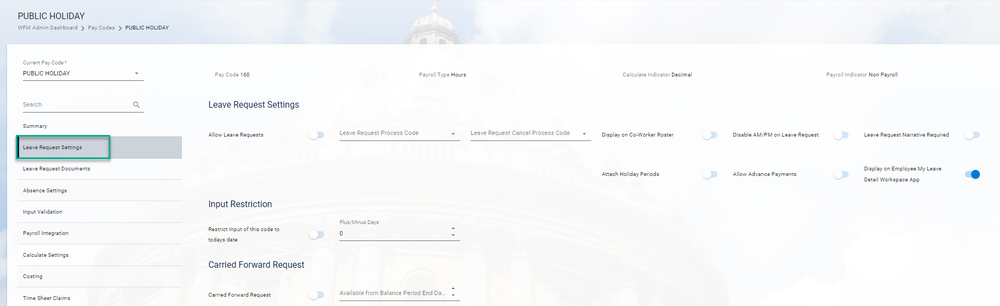 PUBLIC HOLIDAY
WFM Admin Dashboard > Pay Codes > PUBLIC HOLIDAY
Current Pay Code *
PUBLIC HOLIDAY
Pay Code 160
Payroll Type Hours
Calculate Indicator Decimal
Payroll Indicator Non Payroll
Search
Summary
Leave Request Settings
Leave Request Documents
Absence Settings
Input Validation
Payroll Integration
Calculate Settings
Costing
Time Sheet Claims
Leave Request Settings
Allow Leave Requests
Leave Request Process Code
Leave Request Cancel Process Code
Display on Co-Worker Roster
Disable AM/PM on Leave Request
Leave Request Narrative Required
Attach Holiday Periods
Allow Advance Payments
Display on Employee My Leave
Detail Workspace App
Input Restriction
Restrict Input of this code to
todays date
Plus/Minus Days
0
Carried Forward Request
Carried Forward Request
Available from Balance Period End Da...